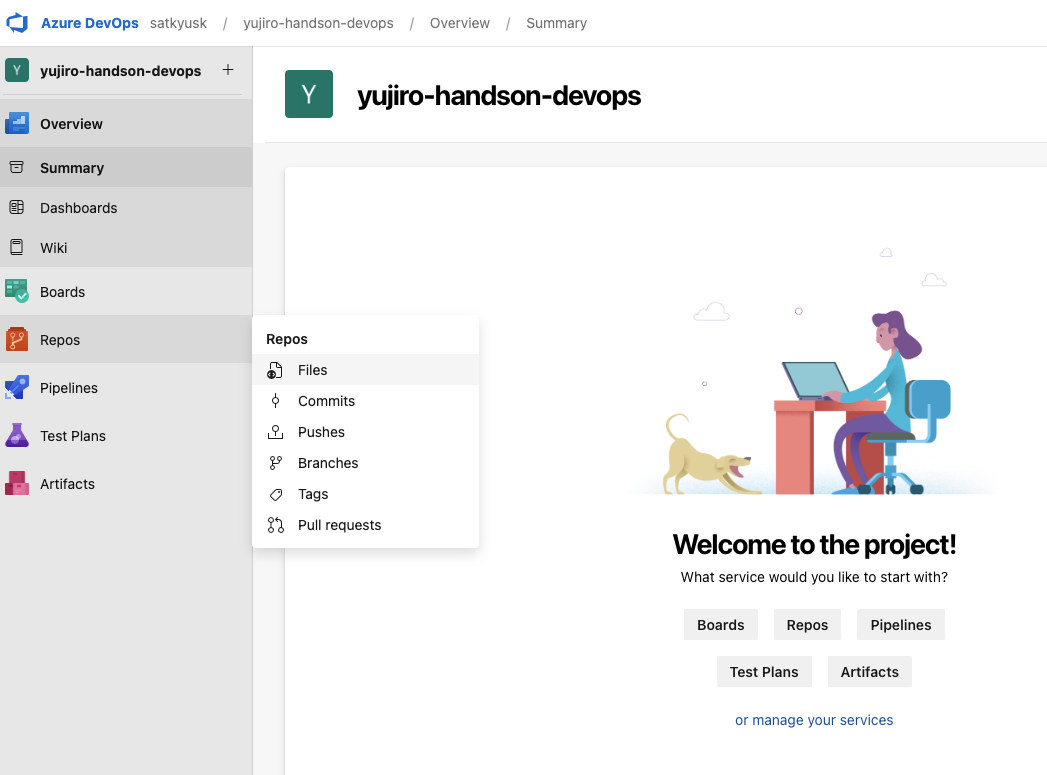 Azure DevOps satkyusk / yujiro-handson-devops / Overview / Summary
Y yujiro-handson-devops +
Overview
Summary
Dashboards
Wiki
Boards
Repos
Pipelines
Test Plans
Artifacts
Repos
Files
Commits
Pushes
Branches
Tags
Pull requests
Y yujiro-handson-devops
Welcome to the project!
What service would you like to start with?
Boards Repos Pipelines
Test Plans Artifacts
or manage your services